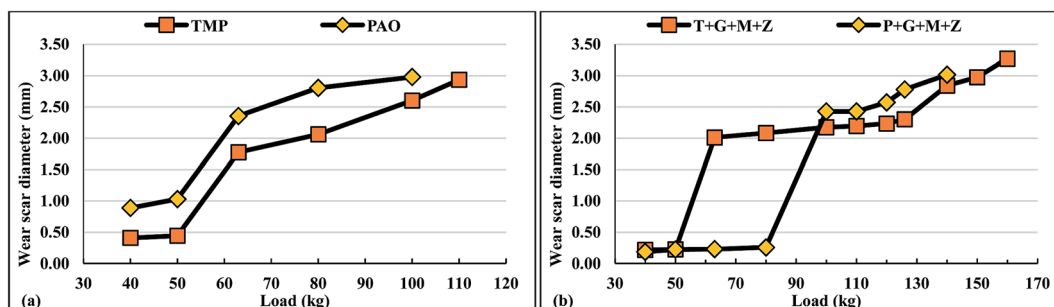 TMP PAO
Wear scar diameter (mm)
3.50
3.00
2.50
2.00
1.50
1.00
0.50
0.00
30 40 50 60 70 80 90 100 110 120
(a) Load (kg)
T+G+M+Z P+G+M+Z
Wear scar diameter (mm)
3.50
3.00
2.50
2.00
1.50
1.00
0.50
0.00
30 50 70 90 110 130 150 170
(b) Load (kg)